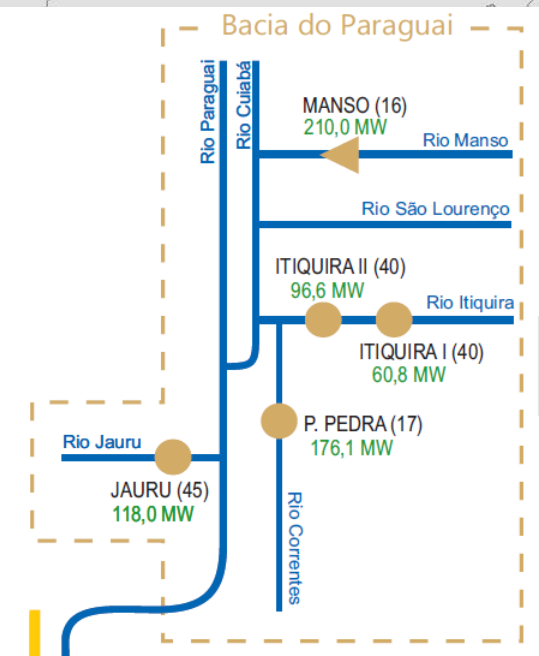 Bacia do Paraguai
Rio Paraguai
Rio Cuiabá
MANSO (16)
210,0 MW
Rio Manso
Rio São Lourenço
ITIQUIRA II (40)
96,6 MW
Rio Itiquira
ITIQUIRA I (40)
60,8 MW
P. PEDRA (17)
176,1 MW
Rio Jauru
JAURU (45)
118,0 MW
Rio Correntes